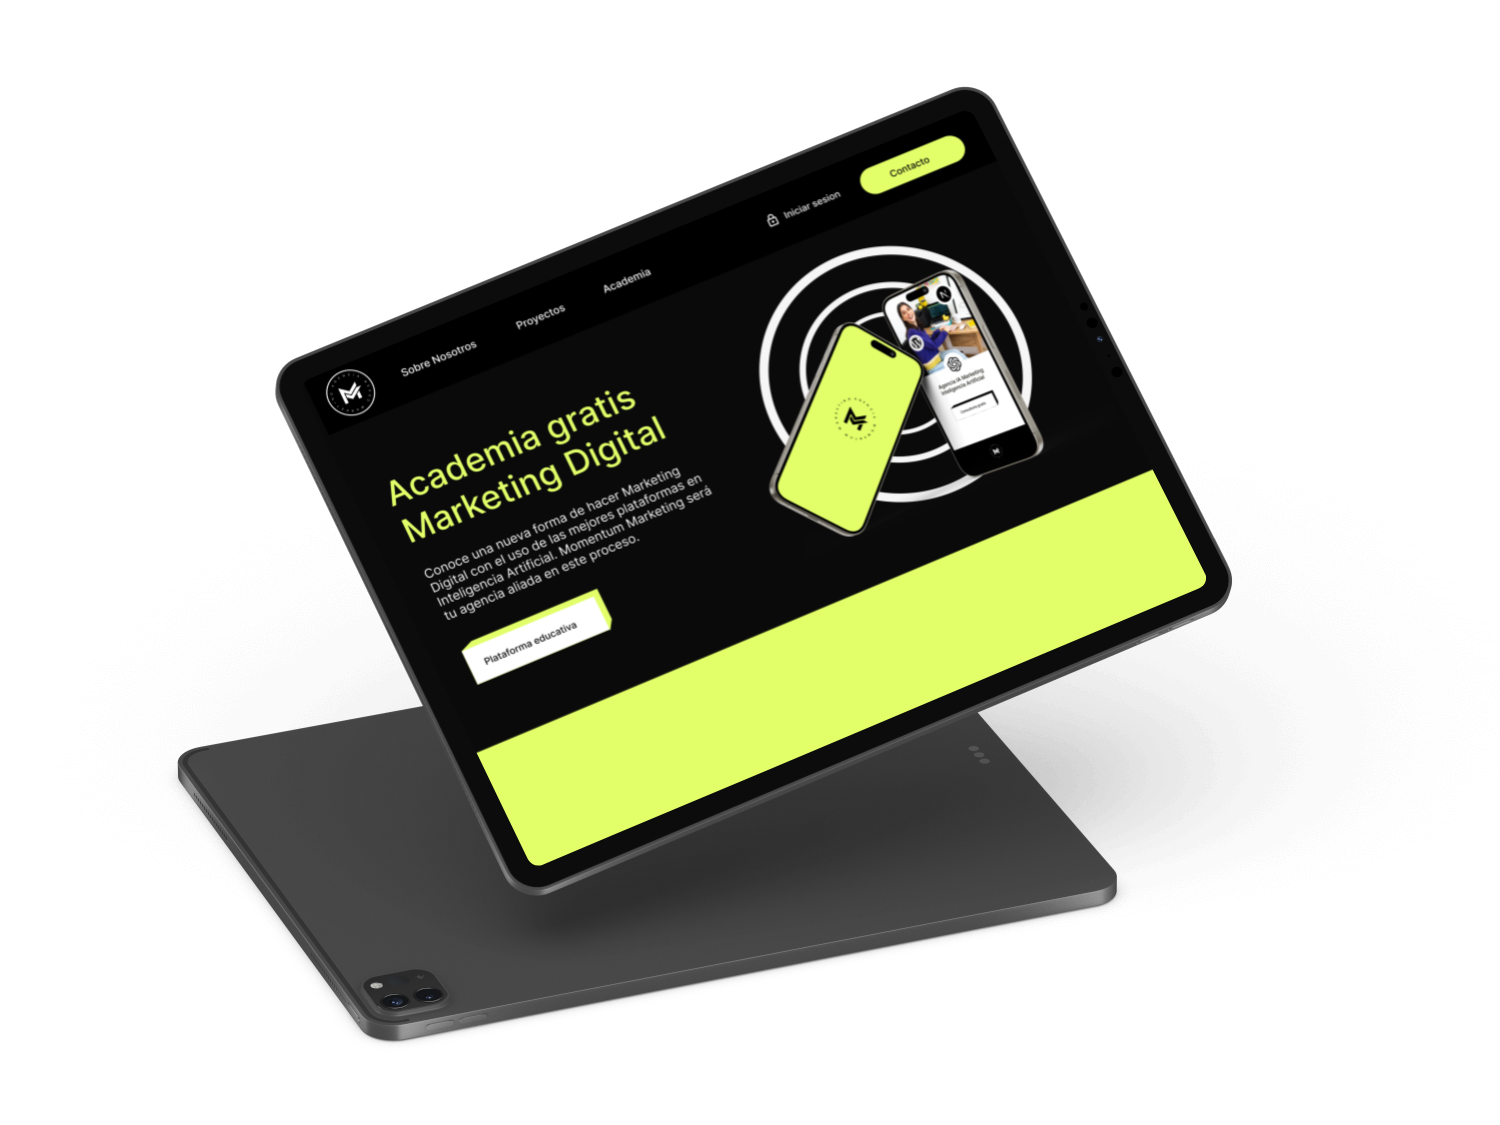 Sobre Nosotros
Proyectos
Academia
Iniciar sesion
Contacto
Academia gratis
Marketing Digital
Conoce una nueva forma de hacer Marketing
Digital con el uso de las mejores plataformas en
Inteligencia Artificial. Momentum Marketing será
tu agencia aliada en este proceso.
Plataforma educativa
Agencia IA Marketing
Inteligencia Artificial